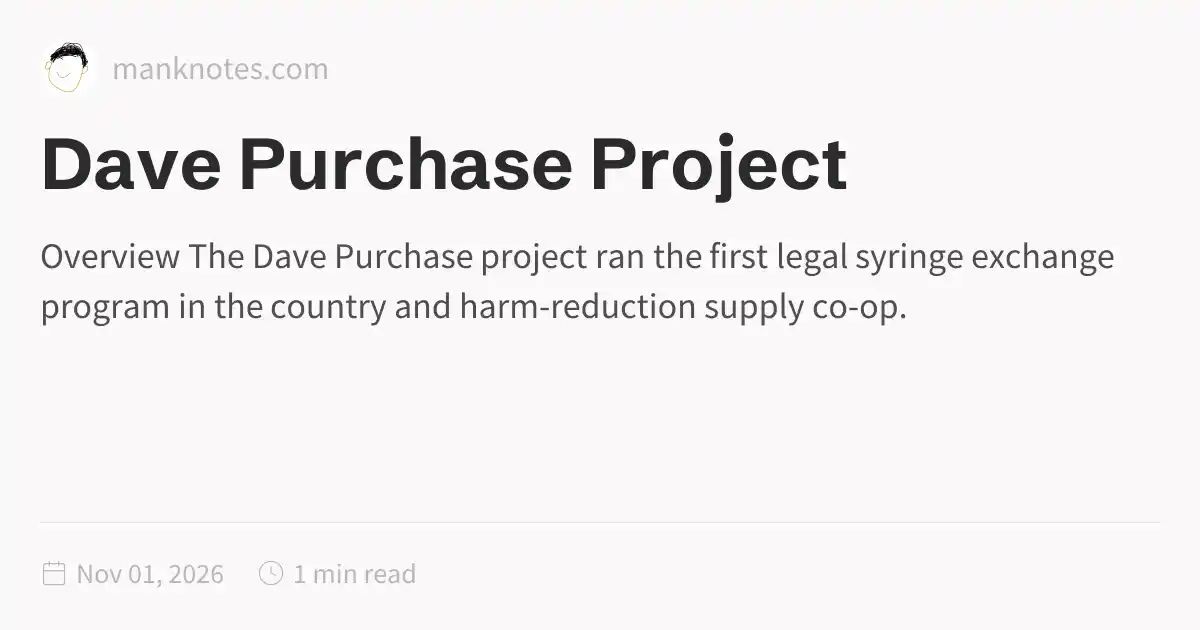 manknotes.com
Dave Purchase Project
Overview The Dave Purchase project ran the first legal syringe exchange
program in the country and harm-reduction supply co-op.
Nov 01, 2026 1 min read